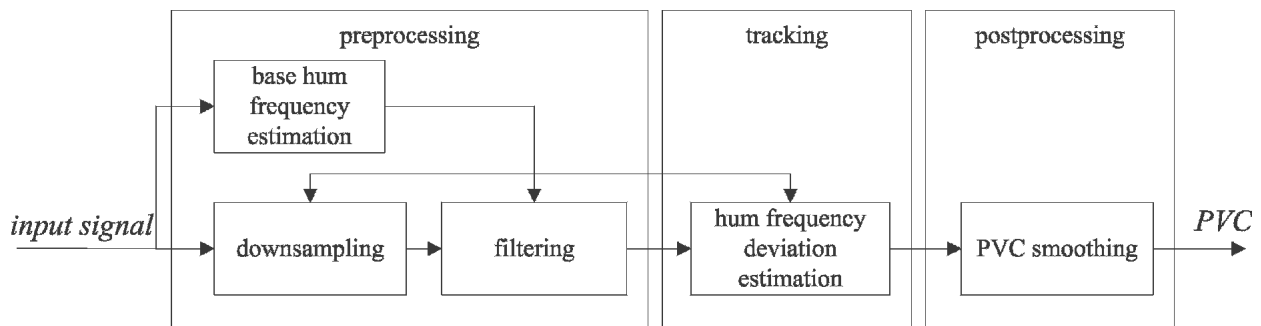 preprocessing
tracking
postprocessing
base hum
frequency
estimation
input signal
downsampling
filtering
hum frequency
deviation
estimation
PVC smoothing
PVC